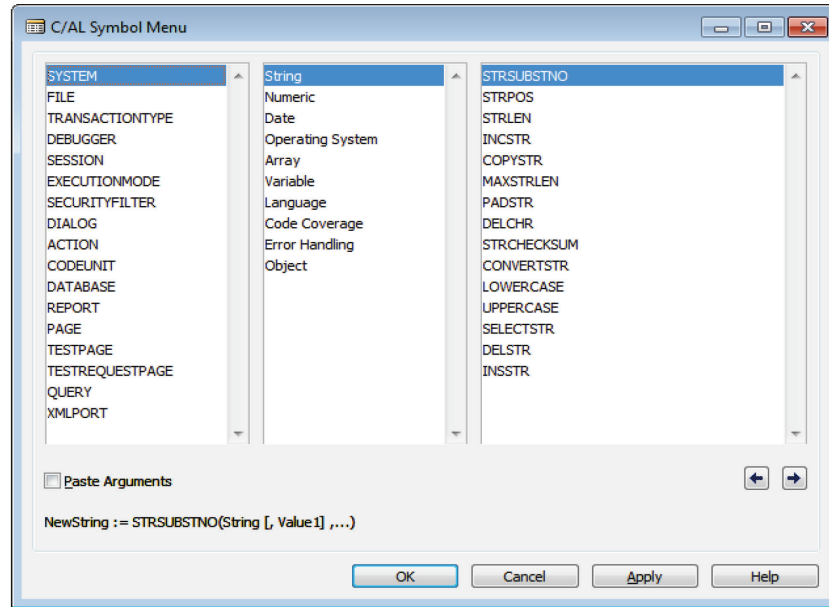 C/AL Symbol Menu
SYSTEM
FILE
TRANSACTIONTYPE
DEBUGGER
SESSION
EXECUTIONMODE
SECURITYFILTER
DIALOG
ACTION
CODEUNIT
DATABASE
REPORT
PAGE
TESTPAGE
TESTREQUESTPAGE
QUERY
XMLPORT
String
Numeric
Date
Operating System
Array
Variable
Language
Code Coverage
Error Handling
Object
STRSUBSTNO
STRPOS
STRLEN
INCSTR
COPYSTR
MAXSTRLEN
PADSTR
DELCHR
STRCHECKSUM
CONVERTSTR
LOWERCASE
UPPERCASE
SELECTSTR
DELSTR
INSSTR
Paste Arguments
NewString := STRSUBSTNO(String [, Value1] ,...)
OK
Cancel
Apply
Help